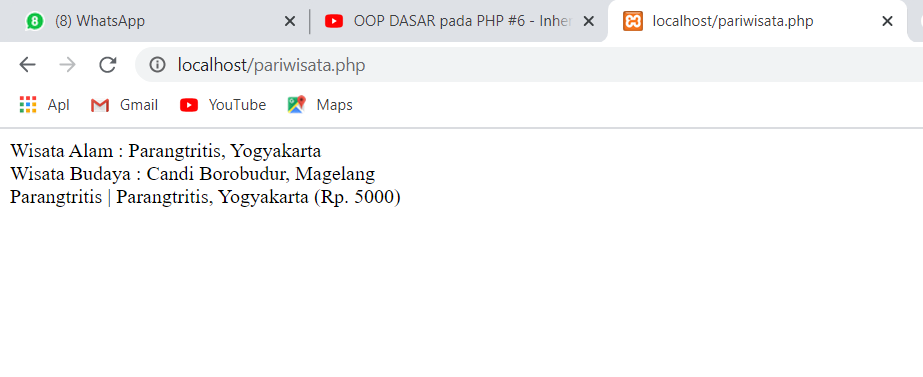 (8) WhatsApp
OOP DASAR pada PHP #6 - Inher
localhost/pariwisata.php
localhost/pariwisata.php
Apl
Gmail
YouTube
Maps
Wisata Alam : Parangtritis, Yogyakarta
Wisata Budaya : Candi Borobudur, Magelang
Parangtritis | Parangtritis, Yogyakarta (Rp. 5000)